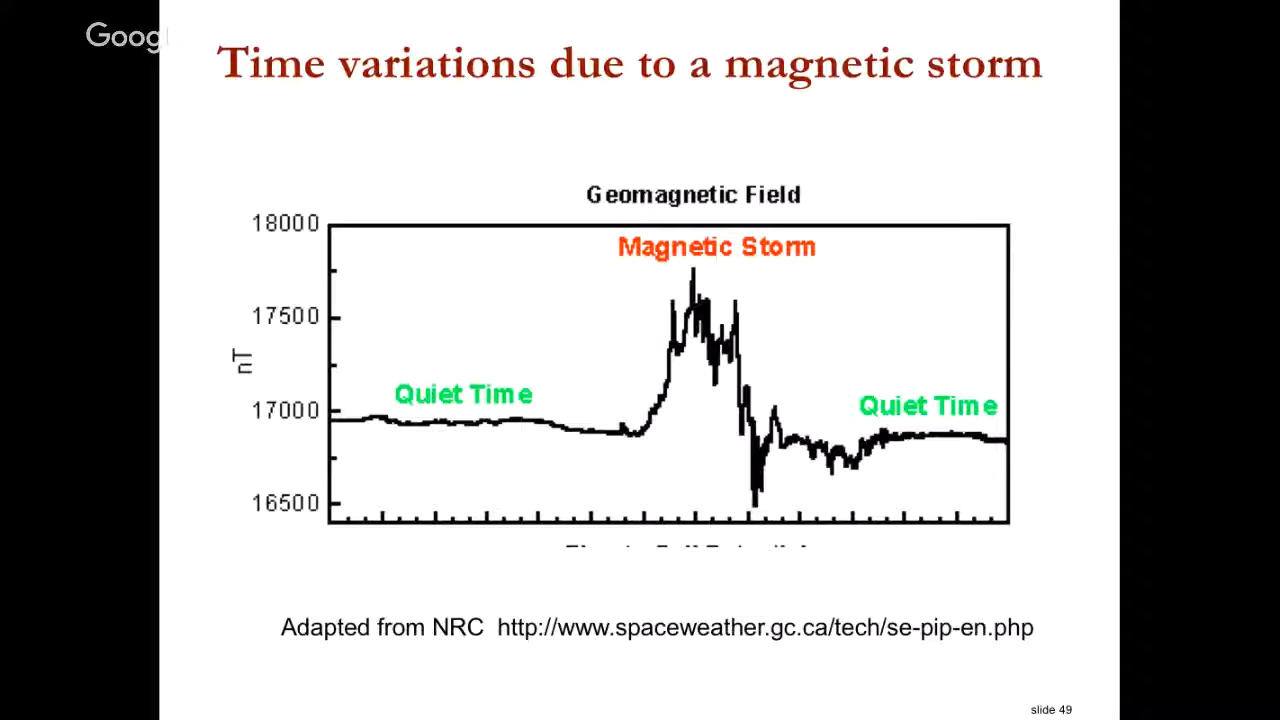 Time variations due to a magnetic storm
Geomagnetic Field
18000
Magnetic Storm
17500
nT
Quiet Time
17000
Quiet Time
16500
Adapted from NRC http://www.spaceweather.gc.ca/tech/se-pip-en.php
slide 49